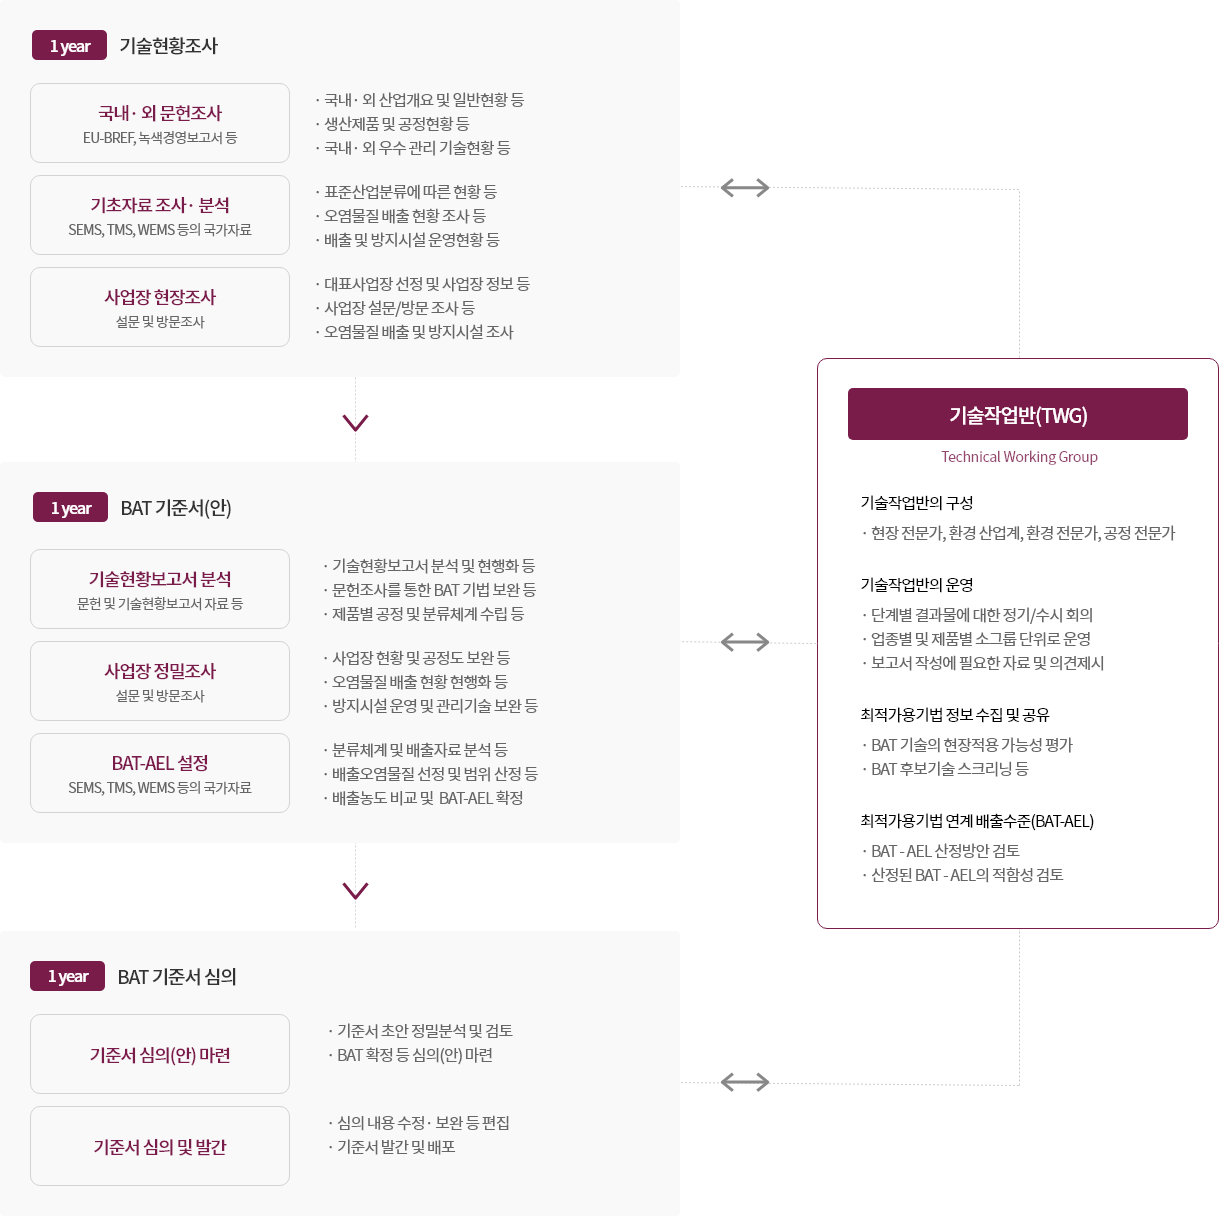 1 year 기술현황조사
국내· 외 문헌조사
EU-BREF, 녹색경영보고서 등
· 국내· 외 산업개요 및 일반현황 등
· 생산제품 및 공정현황 등
· 국내· 외 우수 관리 기술현황 등
기초자료 조사· 분석
SEMS, TMS, WEMS 등의 국가자료
· 표준산업분류에 따른 현황 등
· 오염물질 배출 현황 조사 등
· 배출 및 방지시설 운영현황 등
사업장 현장조사
설문 및 방문조사
· 대표사업장 선정 및 사업장 정보 등
· 사업장 설문/방문 조사 등
· 오염물질 배출 및 방지시설 조사
1 year BAT 기준서(안)
기술현황보고서 분석
문헌 및 기술현황보고서 자료 등
· 기술현황보고서 분석 및 현행화 등
· 문헌조사를 통한 BAT 기법 보완 등
· 제품별 공정 및 분류체계 수립 등
사업장 정밀조사
설문 및 방문조사
· 사업장 현황 및 공정도 보완 등
· 오염물질 배출 현황 현행화 등
· 방지시설 운영 및 관리기술 보완 등
BAT-AEL 설정
SEMS, TMS, WEMS 등의 국가자료
· 분류체계 및 배출자료 분석 등
· 배출오염물질 선정 및 범위 산정 등
· 배출농도 비교 및 BAT-AEL 확정
1 year BAT 기준서 심의
기준서 심의(안) 마련
· 기준서 초안 정밀분석 및 검토
· BAT 확정 등 심의(안) 마련
기준서 심의 및 발간
· 심의 내용 수정· 보완 등 편집
· 기준서 발간 및 배포
기술작업반(TWG)
Technical Working Group
기술작업반의 구성
· 현장 전문가, 환경 산업계, 환경 전문가, 공정 전문가
기술작업반의 운영
· 단계별 결과물에 대한 정기/수시 회의
· 업종별 및 제품별 소그룹 단위로 운영
· 보고서 작성에 필요한 자료 및 의견제시
최적가용기법 정보 수집 및 공유
· BAT 기술의 현장적용 가능성 평가
· BAT 후보기술 스크리닝 등
최적가용기법 연계 배출수준(BAT-AEL)
· BAT - AEL 산정방안 검토
· 산정된 BAT - AEL의 적합성 검토